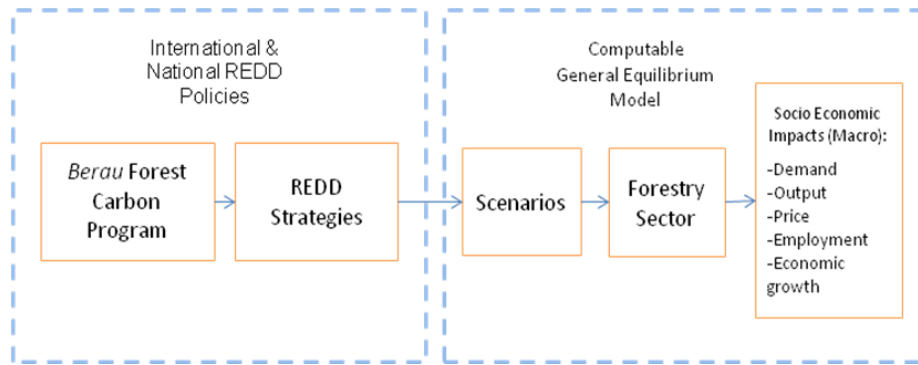 International &
National REDD
Policies
Berau Forest
Carbon
Program
REDD
Strategies
Computable
General Equilibrium
Model
Scenarios
Forestry
Sector
Socio Economic
Impacts (Macro):
-Demand
-Output
-Price
-Employment
-Economic
growth